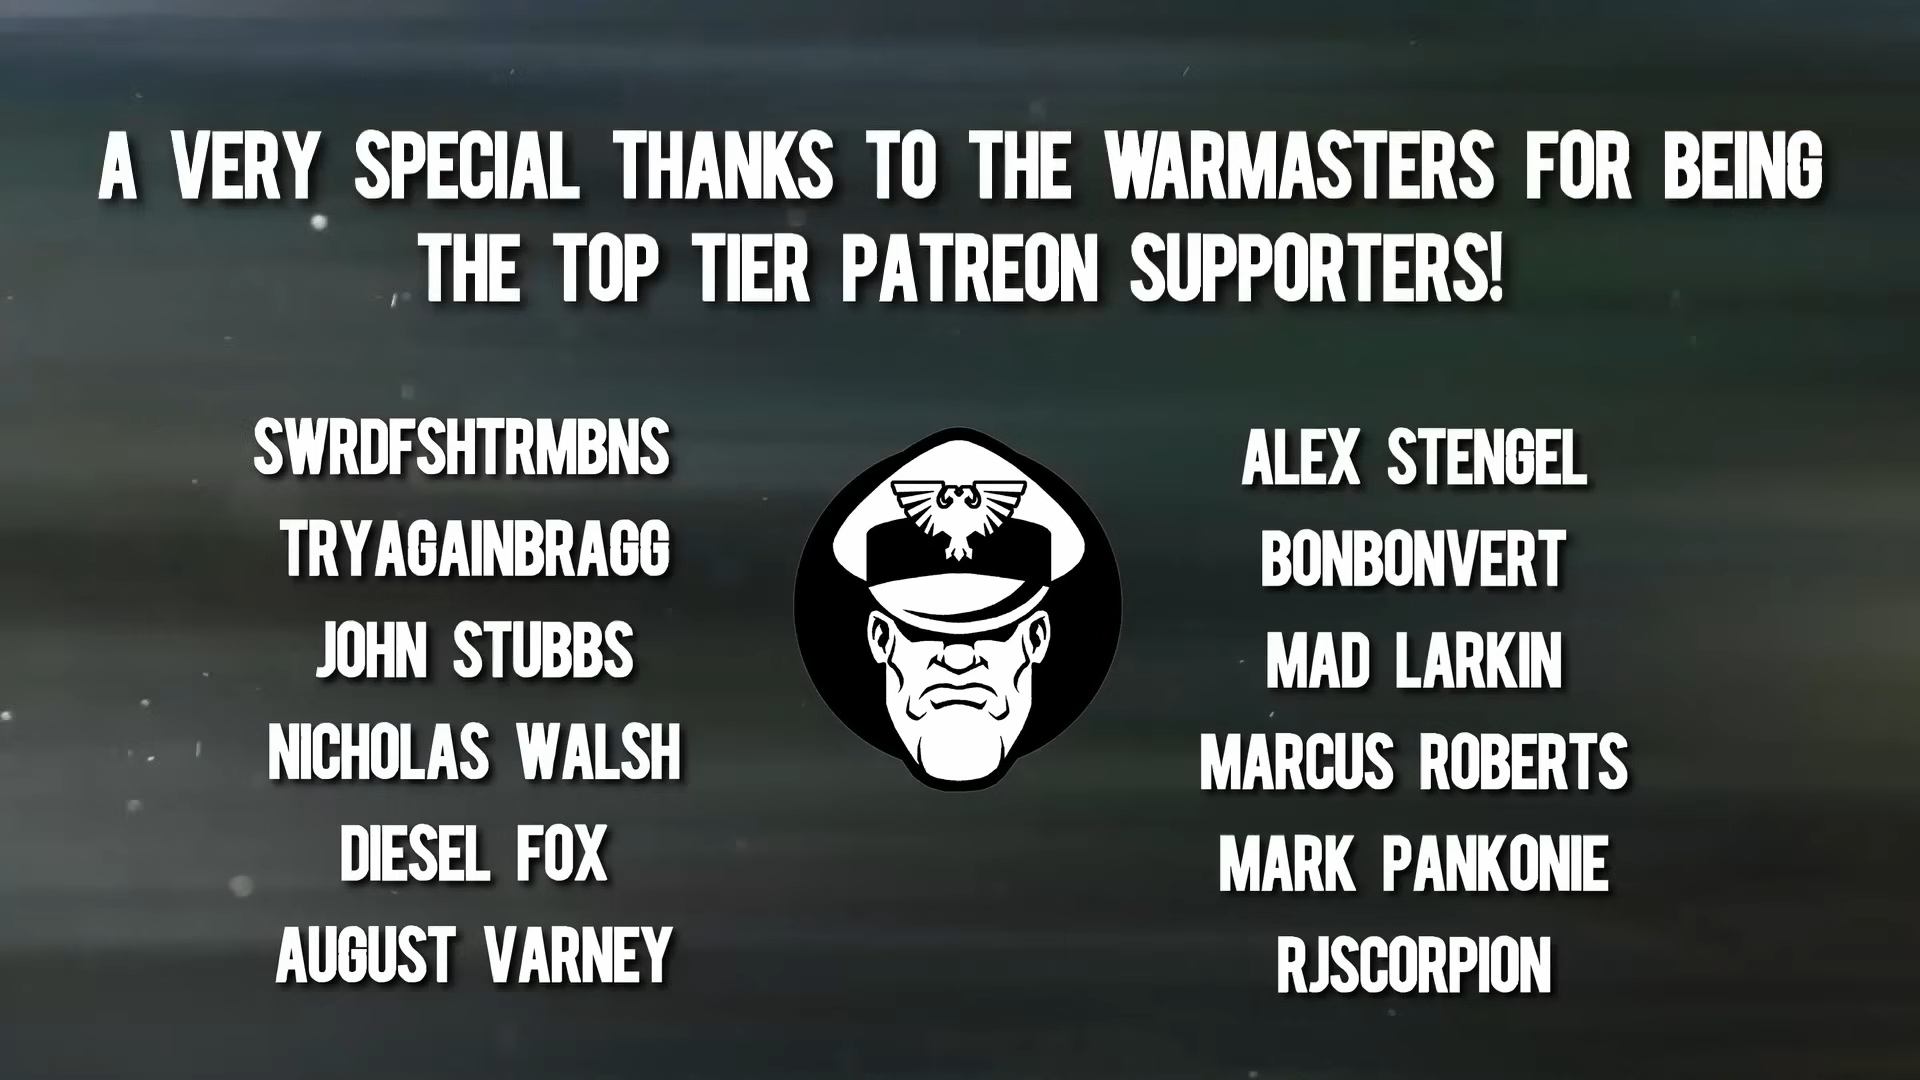 A VERY SPECIAL THANKS TO THE WARMASTERS FOR BEING
THE TOP TIER PATREON SUPPORTERS!
SWRDFSHTRMBNS
TRYAGAINBRAGG
JOHN STUBBS
NICHOLAS WALSH
DIESEL FOX
AUGUST VARNEY
ALEX STENGEL
BONBONVERT
MAD LARKIN
MARCUS ROBERTS
MARK PANKONIE
RJSCORPION